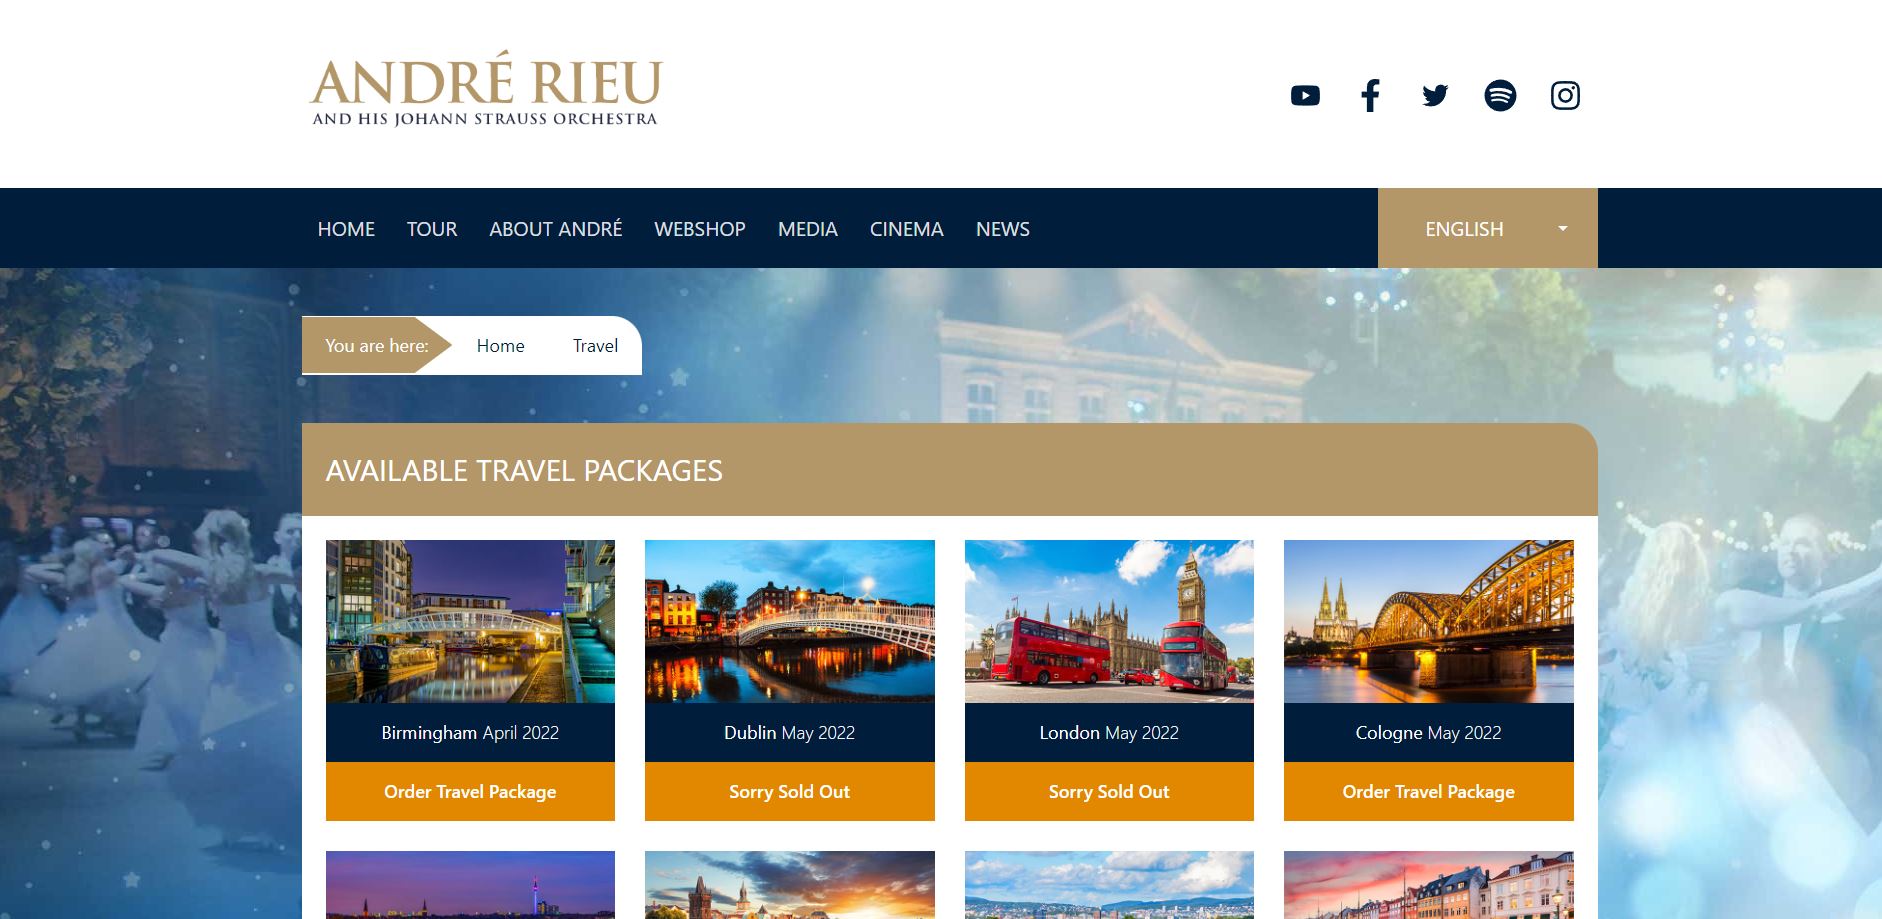 ANDRÉ RIEU
AND HIS JOHANN STRAUSS ORCHESTRA
HOME TOUR ABOUT ANDRÉ WEBSHOP MEDIA CINEMA NEWS ENGLISH
You are here: Home Travel
AVAILABLE TRAVEL PACKAGES
Birmingham April 2022 Dublin May 2022 London May 2022 Cologne May 2022
Order Travel Package Sorry Sold Out Sorry Sold Out Order Travel Package